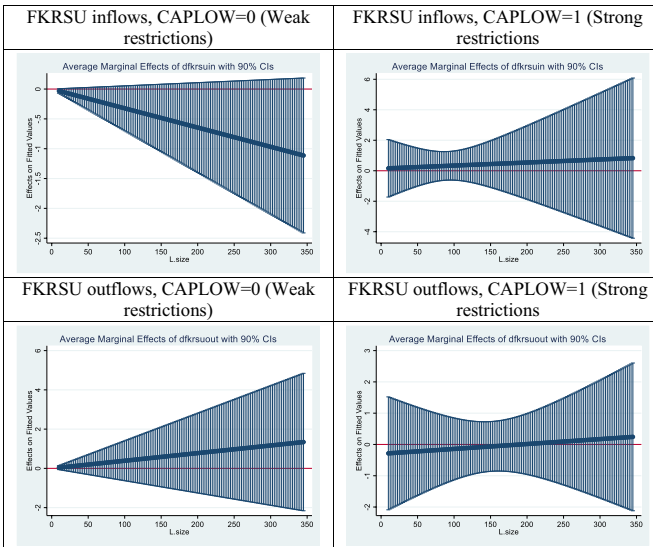 FKRSU inflows, CAPLOW=0 (Weak
restrictions)
FKRSU inflows, CAPLOW=1 (Strong
restrictions
Average Marginal Effects of dfkrsuin with 90% CIs
Effects on Fitted Values
0
-.5
-1
-1.5
-2
-2.5
0 50 100 150 200 250 300 350
L.size
Average Marginal Effects of dfkrsuin with 90% CIs
Effects on Fitted Values
6
4
2
0
-2
-4
0 50 100 150 200 250 300 350
L.size
FKRSU outflows, CAPLOW=0 (Weak
restrictions)
FKRSU outflows, CAPLOW=1 (Strong
restrictions
Average Marginal Effects of dfkrsuout with 90% CIs
Effects on Fitted Values
6
4
2
0
-2
0 50 100 150 200 250 300 350
L.size
Average Marginal Effects of dfkrsuout with 90% CIs
Effects on Fitted Values
3
2
1
0
-1
-2
0 50 100 150 200 250 300 350
L.size